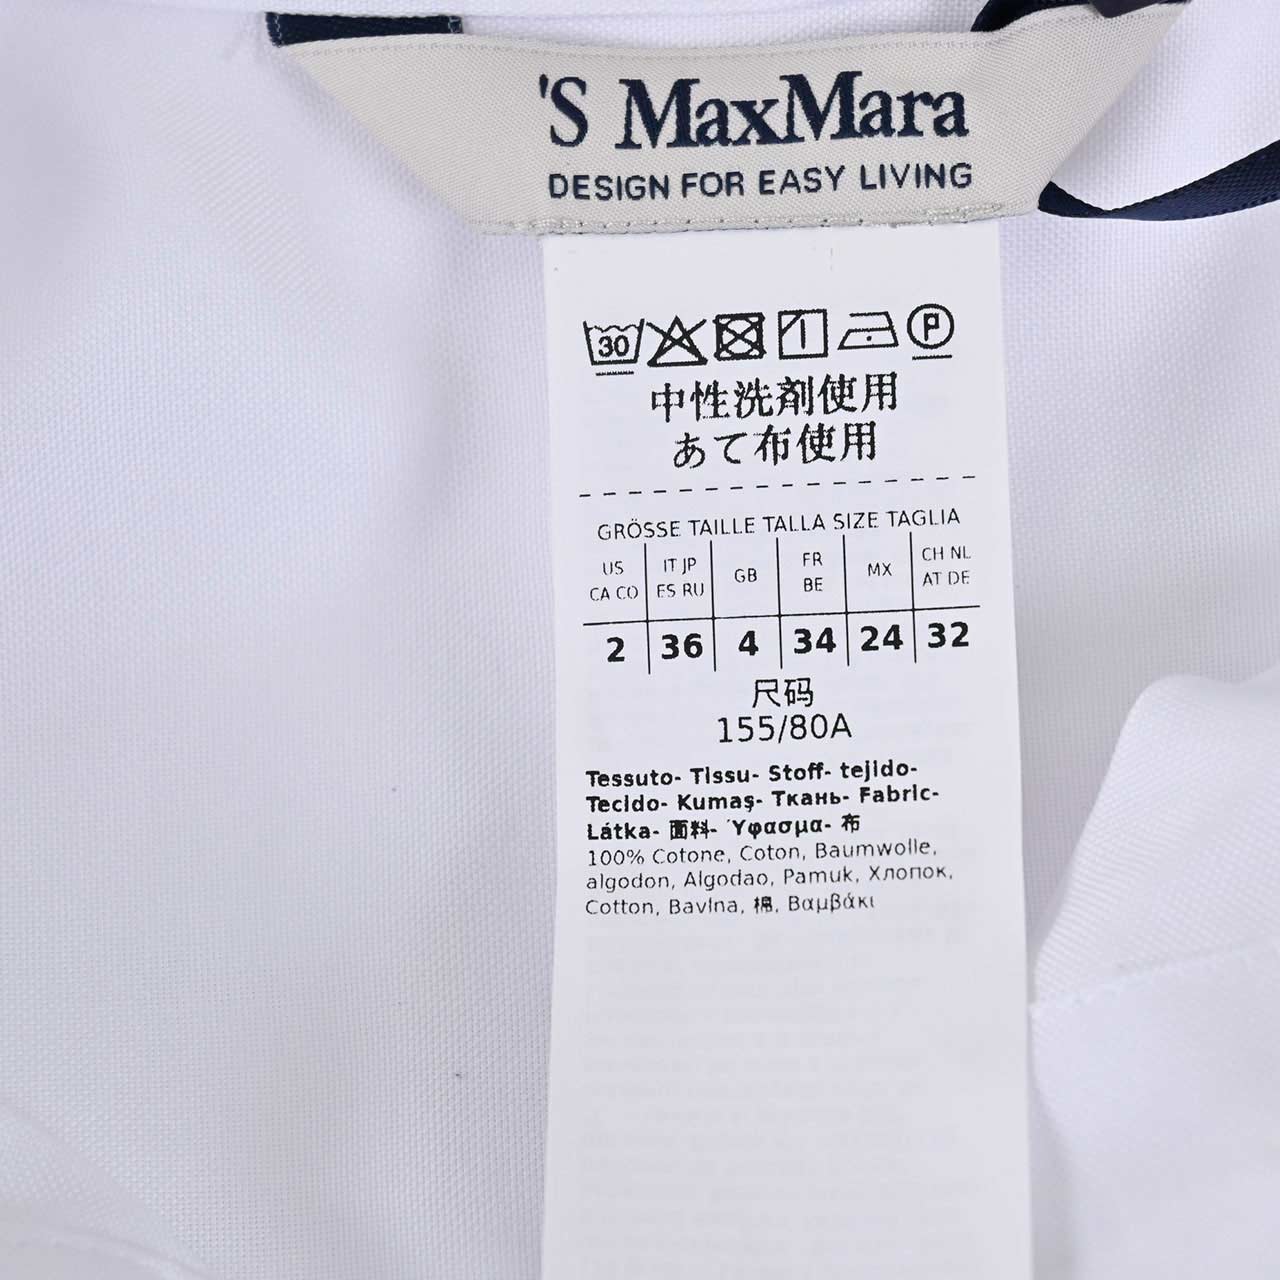 'S MaxMara
DESIGN FOR EASY LIVING
30 P
中性洗剤使用
あて布使用
GRÖSSE TAILLE TALLA SIZE TAGLIA
US CA CO IT JP ES RU GB FR BE MX CH NL AT DE
2 36 4 34 24 32
尺码
155/80A
Tessuto- Tissu- Stoff- tejido-
Tecido- Kumaş- Ткань- Fabric-
Látka- 面料- Ύφασμα- 布
100% Cotone, Coton, Baumwolle,
algodon, Algodao, Pamuk, Хлопок,
Cotton, Bavlna, 棉, Βαμβάκι